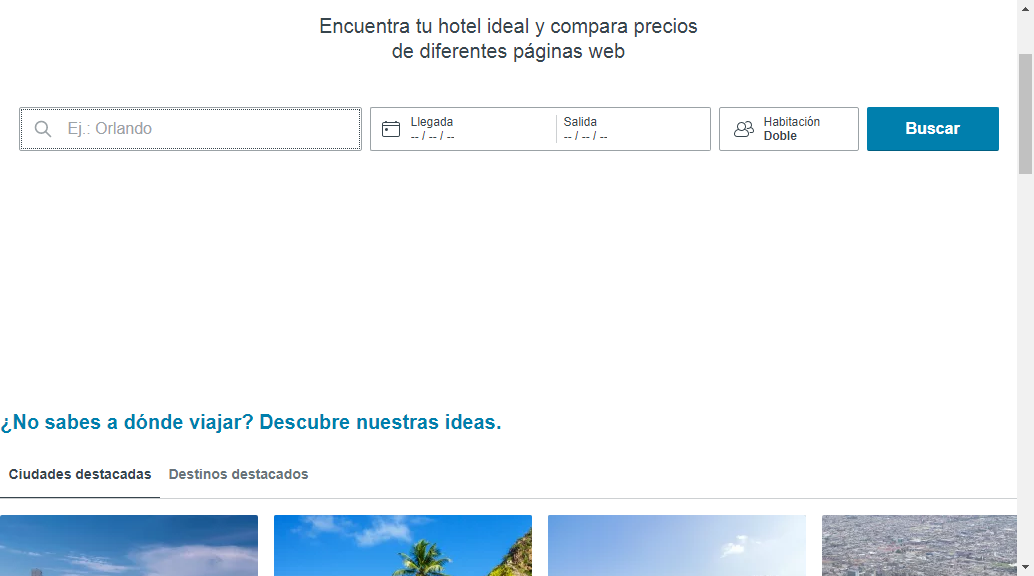 Encuentra tu hotel ideal y compara precios
de diferentes páginas web
Ej.: Orlando
Llegada
-- / -- / --
Salida
-- / -- / --
Habitación
Doble
Buscar
¿No sabes a dónde viajar? Descubre nuestras ideas.
Ciudades destacadas
Destinos destacados